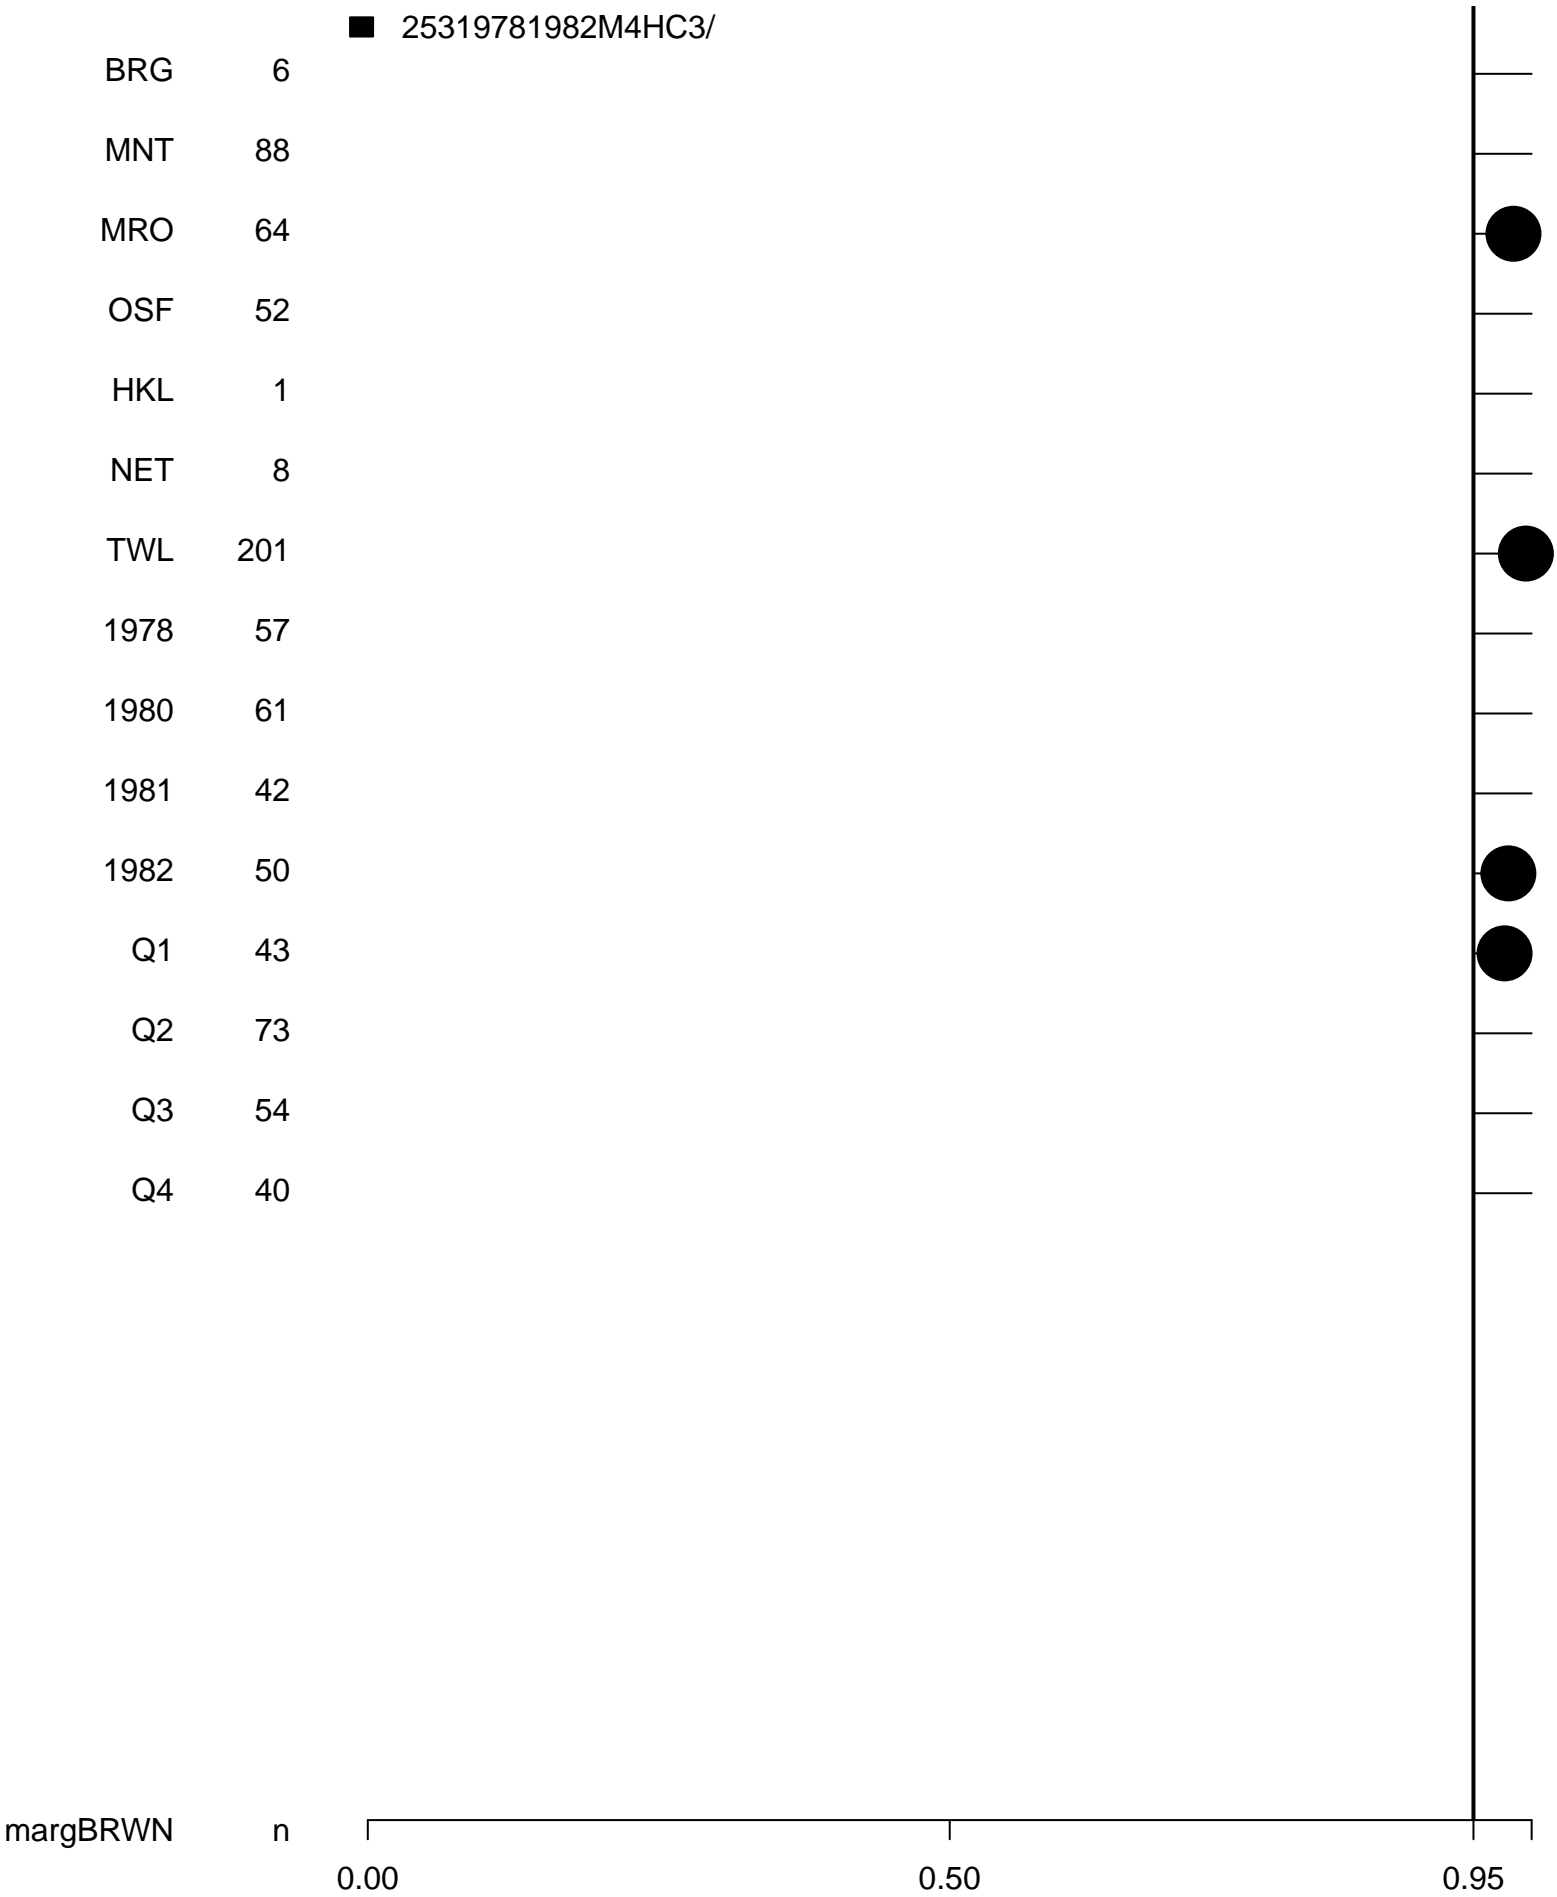 25319781982M4HC3/
BRG 6
MNT 88
MRO 64
OSF 52
HKL 1
NET 8
TWL 201
1978 57
1980 61
1981 42
1982 50
Q1 43
Q2 73
Q3 54
Q4 40
margBRWN n
0.00 0.50 0.95